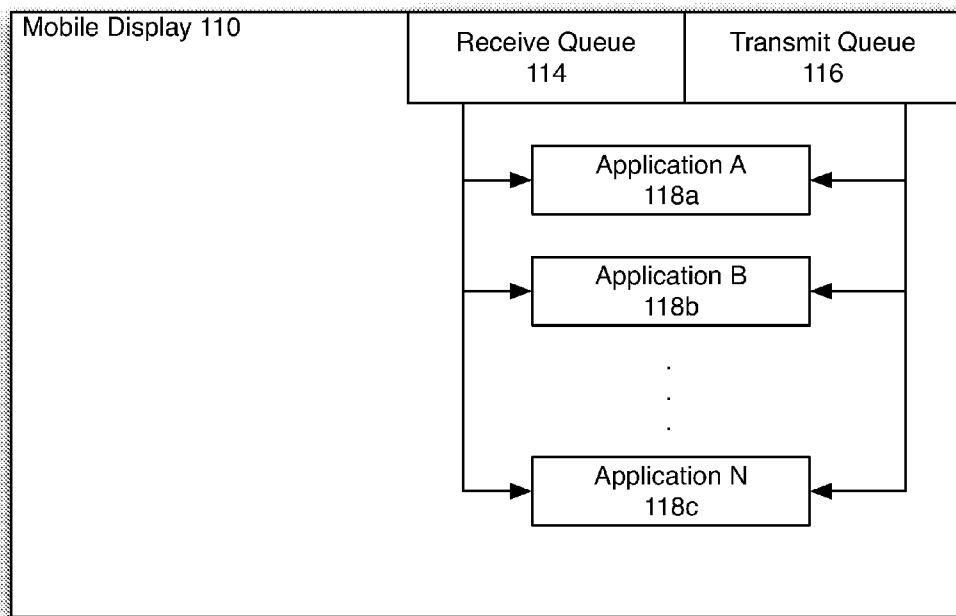 Mobile Display 110
Receive Queue
114
Transmit Queue
116
Application A
118a
Application B
118b
.
.
.
Application N
118c